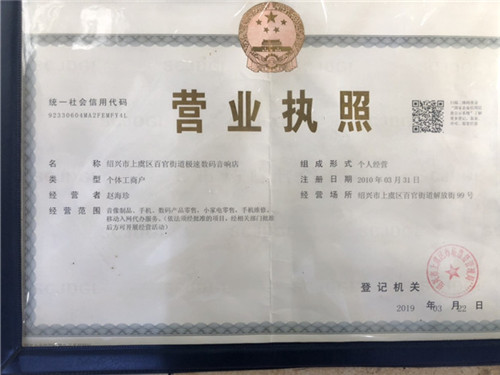 统一社会信用代码
92330604MA2FEMFY4L
营业执照
名 称 绍兴市上虞区百官街道极速数码音响店
类 型 个体工商户
经 营 者 赵海珍
经 营 范 围 音像制品、手机、数码产品零售,小家电零售,手机维修,
移动入网代办服务。(依法须经批准的项目,经相关部门批准
后方可开展经营活动)
组 成 形 式 个人经营
注 册 日 期 2010年03月31日
经 营 场 所 绍兴市上虞区百官街道解放街99号
登记机关
2019 年 03 月 22 日